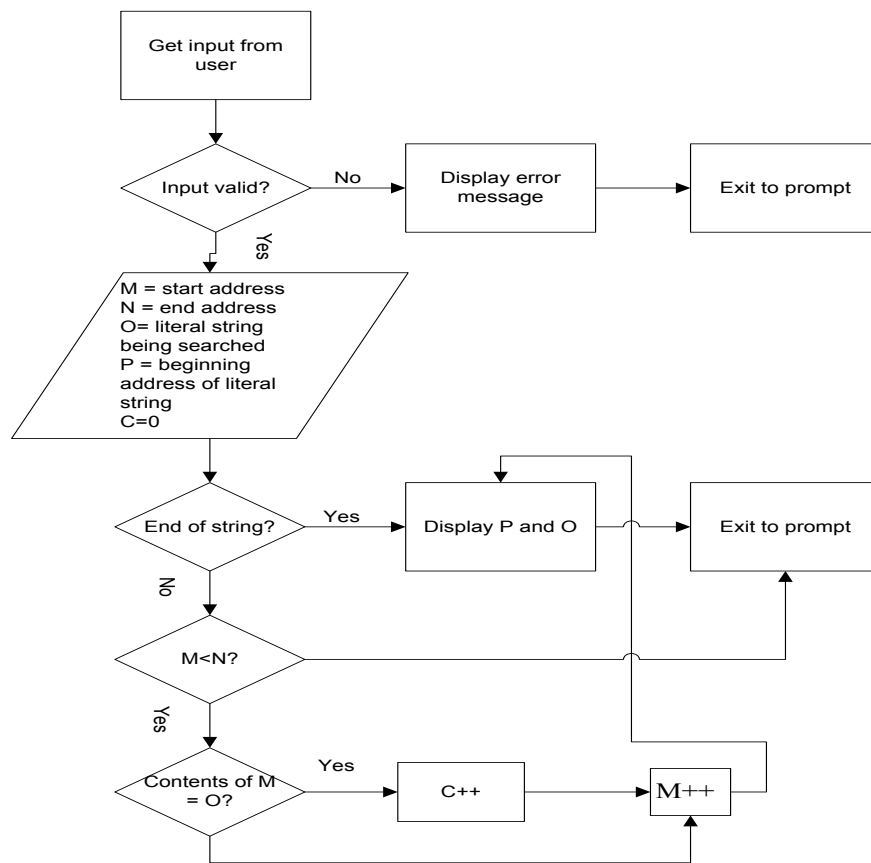 Get input from
user
Input valid?
No
Display error
message
Exit to prompt
Yes
M = start address
N = end address
O= literal string
being searched
P = beginning
address of literal
string
C=0
End of string?
Yes
Display P and O
Exit to prompt
No
M<N?
Yes
Contents of M
= O?
Yes
C++
M++